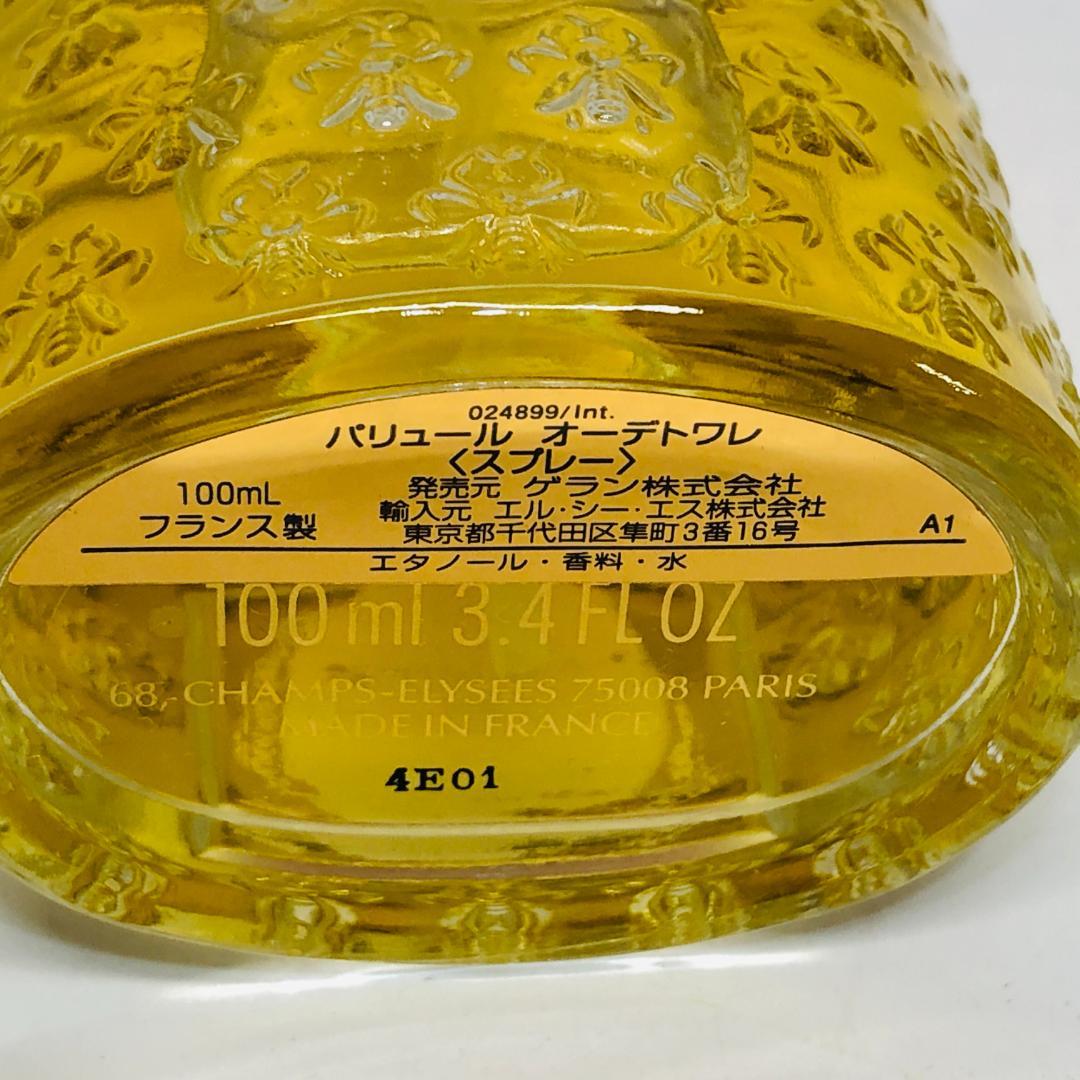 024899/Int.
パリュール オーデトワレ
〈スプレー〉
100mL
フランス製
発売元 ゲラン株式会社
輸入元 エル・シー・エス株式会社
東京都千代田区隼町3番16号
A1
エタノール・香料・水
100 ml 3.4 FL OZ
68,-CHAMPS-ELYSEES 75008 PARIS
MADE IN FRANCE
4E01